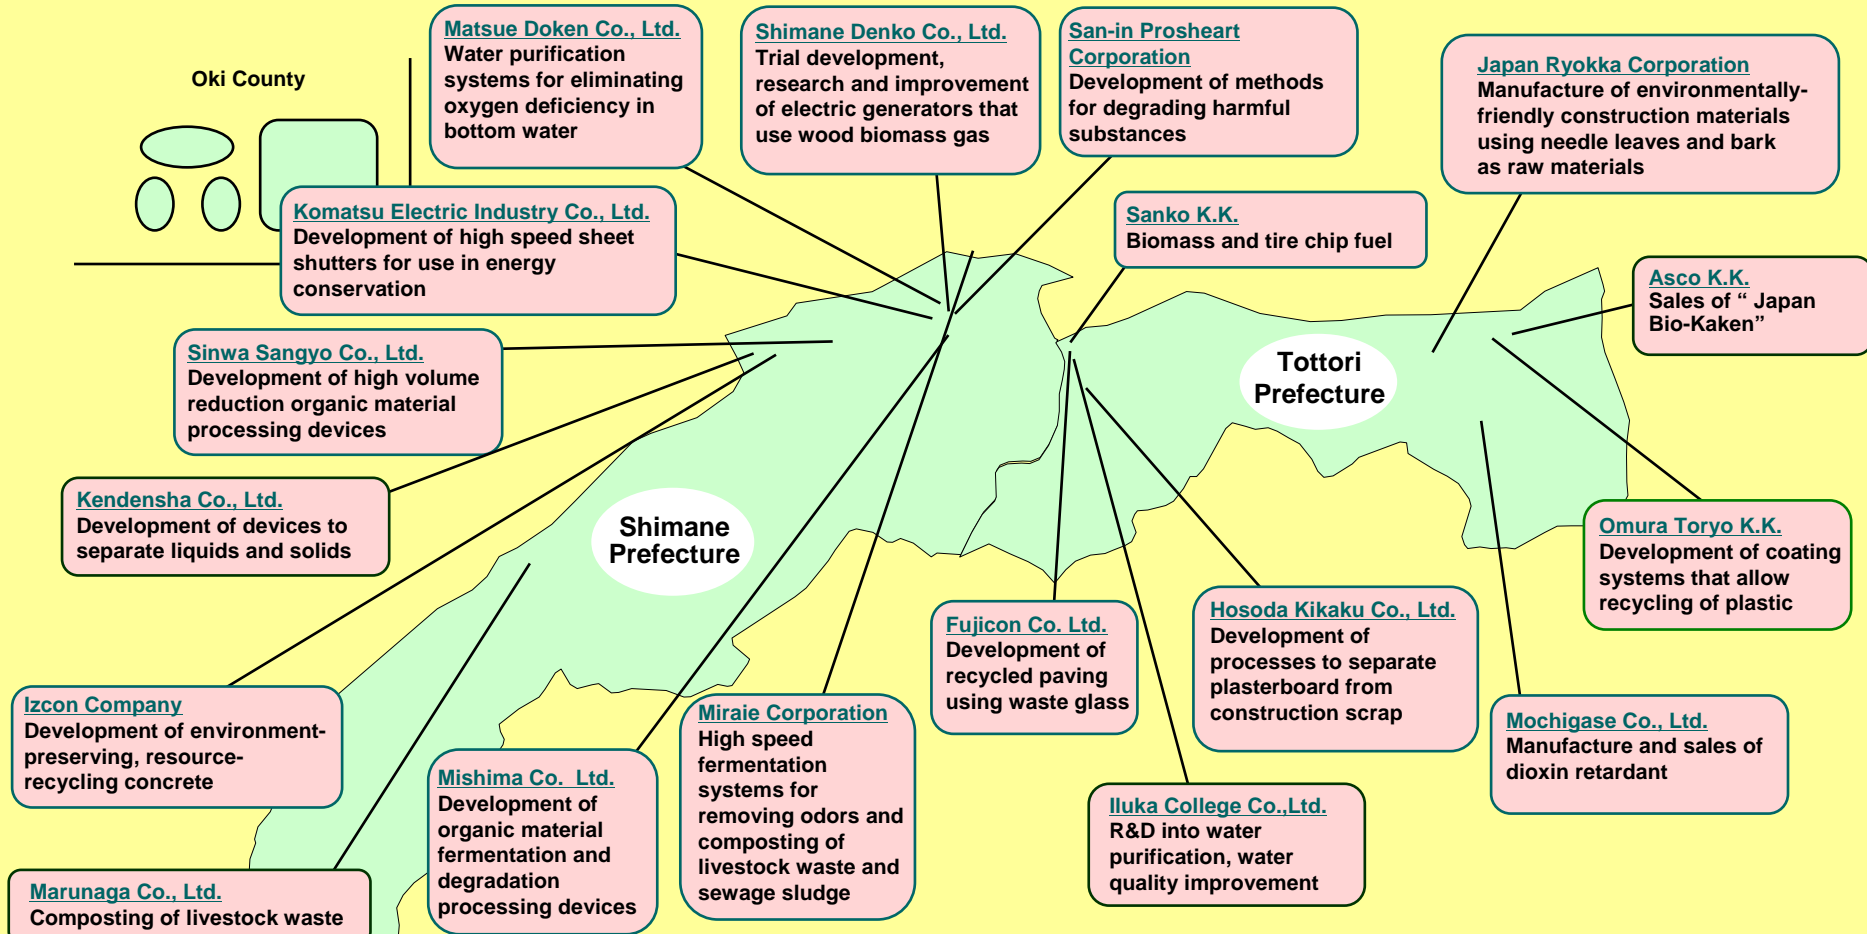 Oki County
Matsue Doken Co., Ltd.
Water purification
systems for eliminating
oxygen deficiency in
bottom water
Shimane Denko Co., Ltd.
Trial development,
research and improvement
of electric generators that
use wood biomass gas
San-in Prosheart
Corporation
Development of methods
for degrading harmful
substances
Japan Ryokka Corporation
Manufacture of environmentally-
friendly construction materials
using needle leaves and bark
as raw materials
Komatsu Electric Industry Co., Ltd.
Development of high speed sheet
shutters for use in energy
conservation
Sanko K.K.
Biomass and tire chip fuel
Asco K.K.
Sales of “ Japan
Bio-Kaken”
Sinwa Sangyo Co., Ltd.
Development of high volume
reduction organic material
processing devices
Tottori
Prefecture
Kendensha Co., Ltd.
Development of devices to
separate liquids and solids
Shimane
Prefecture
Omura Toryo K.K.
Development of coating
systems that allow
recycling of plastic
Fujicon Co. Ltd.
Development of
recycled paving
using waste glass
Hosoda Kikaku Co., Ltd.
Development of
processes to separate
plasterboard from
construction scrap
Izcon Company
Development of environment-
preserving, resource-
recycling concrete
Mishima Co.  Ltd.
Development of
organic material
fermentation and
degradation
processing devices
Miraie Corporation
High speed
fermentation
systems for
removing odors and
composting of
livestock waste and
sewage sludge
Mochigase Co., Ltd.
Manufacture and sales of
dioxin retardant
Iluka College Co.,Ltd.
R&D into water
purification, water
quality improvement
Marunaga Co., Ltd.
Composting of livestock waste